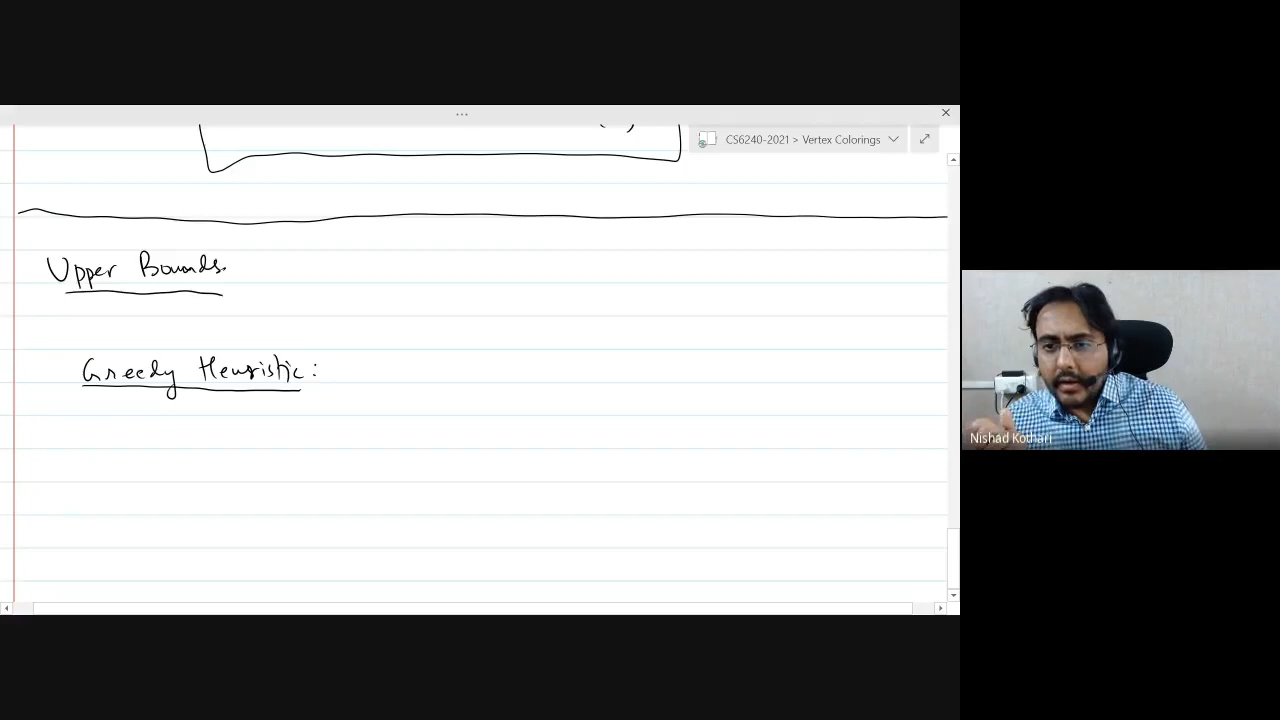 CS6240-2021 > Vertex Colorings
Upper Bounds
Greedy Heuristic:
Nishad Kothari